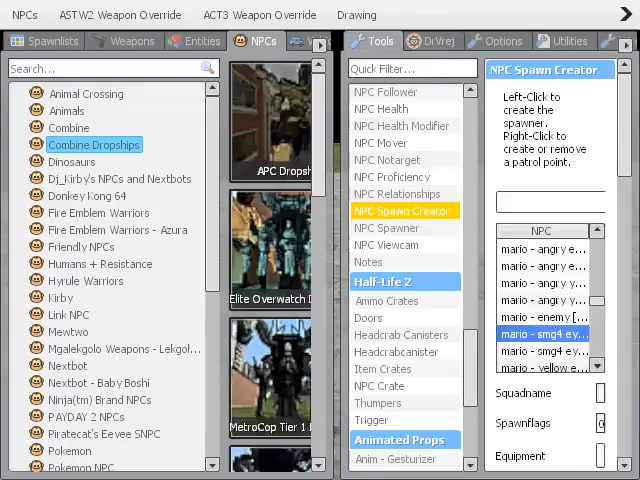 NPCs ASTW2 Weapon Override ACT3 Weapon Override Drawing
Spawnlists Weapons Entities NPCs
Search...
Animal Crossing
Animals
Combine
Combine Dropships
Dinosaurs
Dj_Kirby's NPCs and Nextbots
Donkey Kong 64
Fire Emblem Warriors
Fire Emblem Warriors - Azura
Friendly NPCs
Humans + Resistance
Hyrule Warriors
Kirby
Link NPC
Mewtwo
Mgalekgolo Weapons - Lekgol...
Nextbot
Nextbot - Baby Boshi
Ninja(tm) Brand NPCs
PAYDAY 2 NPCs
Piratecat's Eevee SNPC
Pokemon
Pokemon NPC
APC Dropsh
Elite Overwatch D
MetroCop Tier 1
Tools DrVrej Options Utilities
Quick Filter...
NPC Follower
NPC Health
NPC Health Modifier
NPC Mover
NPC Notarget
NPC Proficiency
NPC Relationships
NPC Spawn Creator
NPC Spawner
NPC Viewcam
Notes
Half-Life 2
Ammo Crates
Doors
Headcrab Canisters
Headcrabcanister
Item Crates
NPC Crate
Thumpers
Trigger
Animated Props
Anim - Gesturizer
NPC Spawn Creator
Left-Click to
create the
spawner.
Right-Click to
create or remove
a patrol point.
NPC
mario - angry e...
mario - angry e...
mario - angry y...
mario - angry y...
mario - enemy [...
mario - smg4 ey...
mario - smg4 ey...
mario - yellow e...
Squadname
Spawnflags 0
Equipment